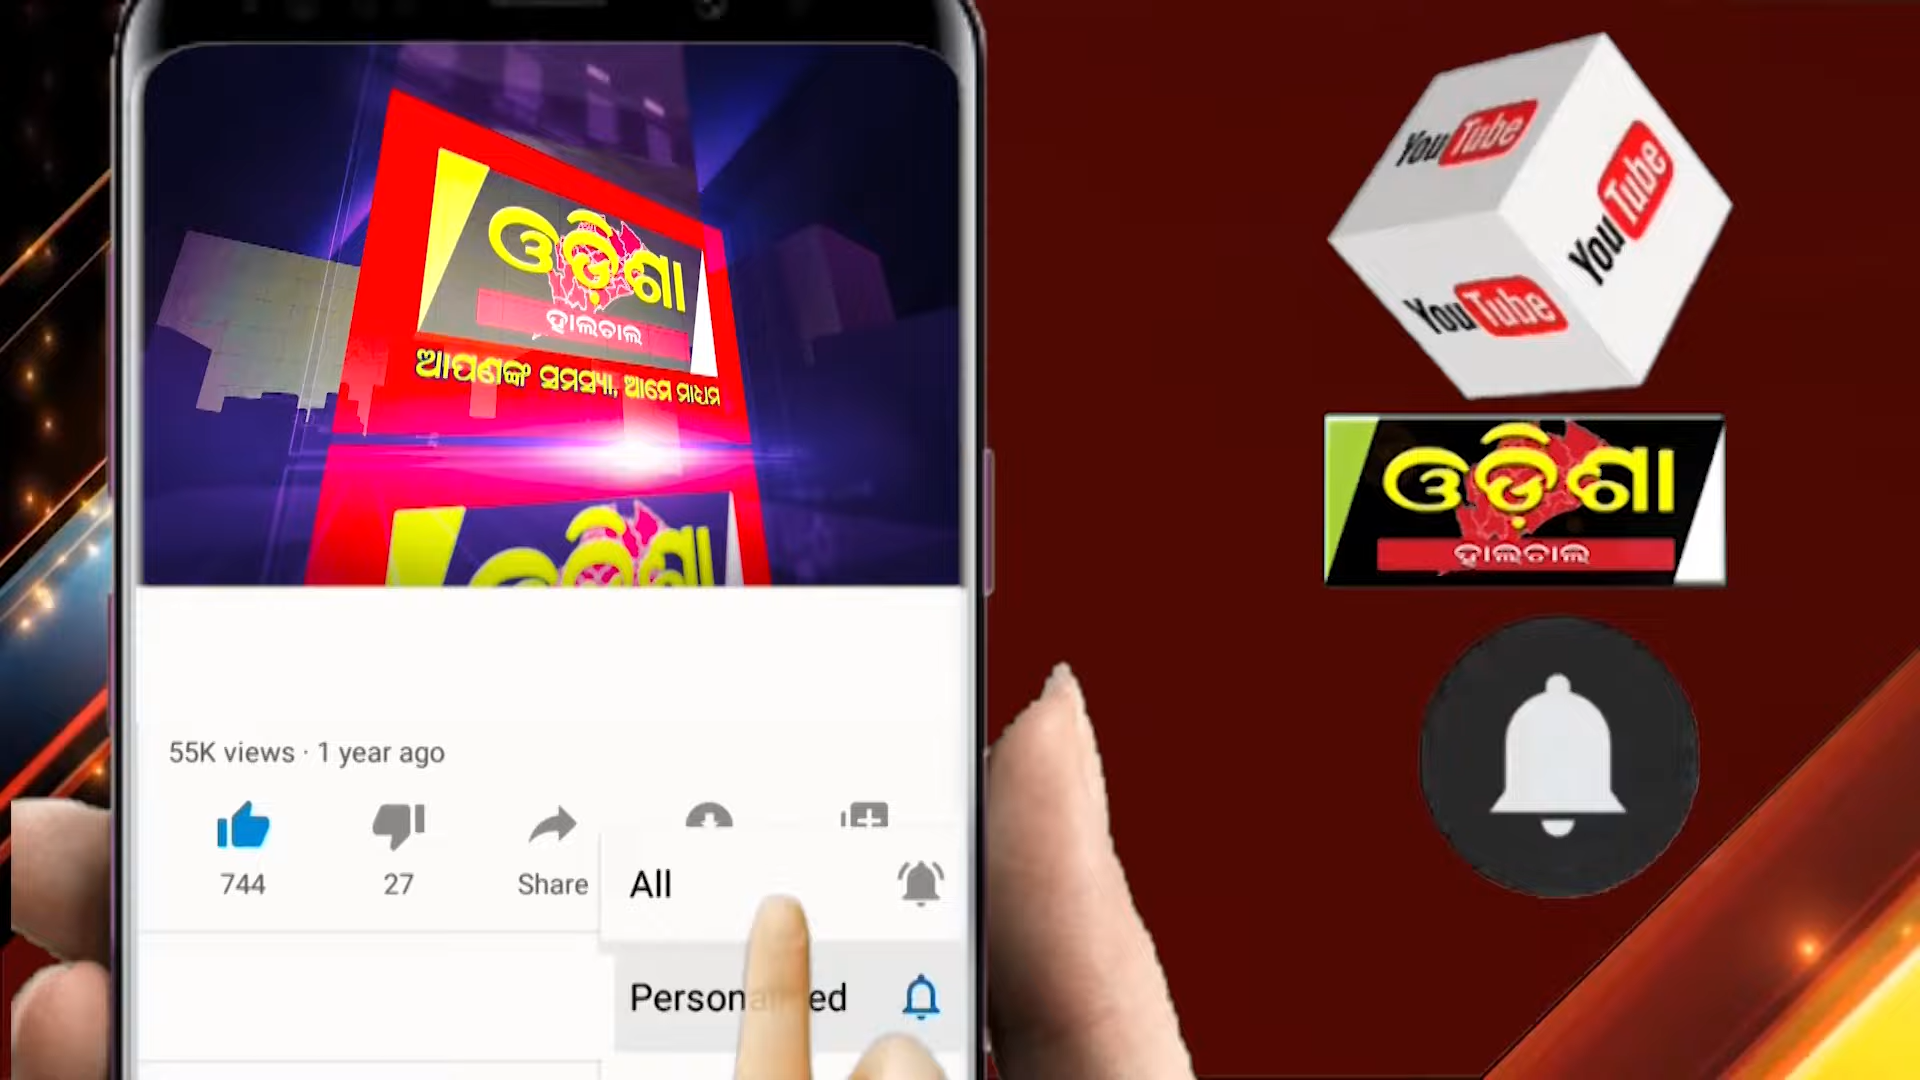 ଓଡ଼ିଶା
ହାଲଚାଲ
ଆପଣଙ୍କ ସମସ୍ୟା, ଆମେ ମାଧ୍ୟମ
ଓଡ଼ିଶା
55K views · 1 year ago
744
27
Share
All
YouTube
YouTube
YouTube
ଓଡ଼ିଶା
ହାଲଚାଲ